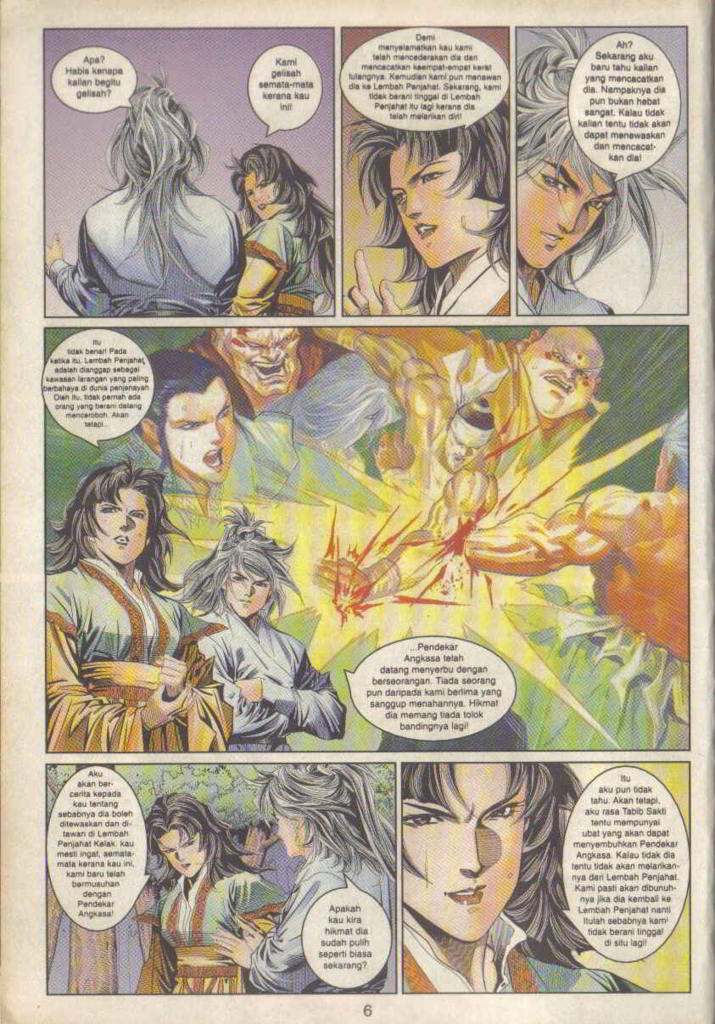 Apa?
Habis kenapa
kalian begitu
gelisah?
Kami
gelisah
semata-mata
kerana kau
ini!
Demi
menyelamatkan kau kami
telah mencederakan dia dan
mencacatkan keempat-empat kerat
tulangnya. Kemudian kami pun menawan
dia ke Lembah Penjahat. Sekarang, kami
tidak berani tinggal di Lembah
Penjahat itu lagi kerana dia
telah melarikan diri!
Ah?
Sekarang aku
baru tahu kalian
yang mencacatkan
dia. Nampaknya dia
pun bukan hebat
sangat. Kalau tidak
kalian tentu tidak akan
dapat menewaskan
dan mencacat-
kan dia!
Itu
tidak benar! Pada
ketika itu, Lembah Penjahat,
adalah dianggap sebagai
kawasan larangan yang paling
berbahaya di dunia penjenayah.
Oleh itu, tidak pernah ada
orang yang berani datang
menceroboh. Akan
tetapi...
...Pendekar
Angkasa telah
datang menyerbu dengan
berseorangan. Tiada seorang
pun daripada kami berlima yang
sanggup menahannya. Hikmat
dia memang tiada tolok
bandingnya lagi!
Aku
akan ber-
cerita kepada
kau tentang
sebabnya dia boleh
ditewaskan dan di-
tawan di Lembah
Penjahat Kelak. kau
mesti ingat, semata-
mata kerana kau ini,
kami baru telah
bermusuhan
dengan
Pendekar
Angkasa!
Apakah
kau kira
hikmat dia
sudah pulih
seperti biasa
sekarang?
Itu
aku pun tidak
tahu. Akan tetapi,
aku rasa Tabib Sakti
tentu mempunyai
ubat yang akan dapat
menyembuhkan Pendekar
Angkasa. Kalau tidak dia
tentu tidak akan melarikan-
nya dari Lembah Penjahat.
Kami pasti akan dibunuh-
nya jika dia kembali ke
Lembah Penjahat nanti
Itulah sebabnya kami
tidak berani tinggal
di situ lagi!
6